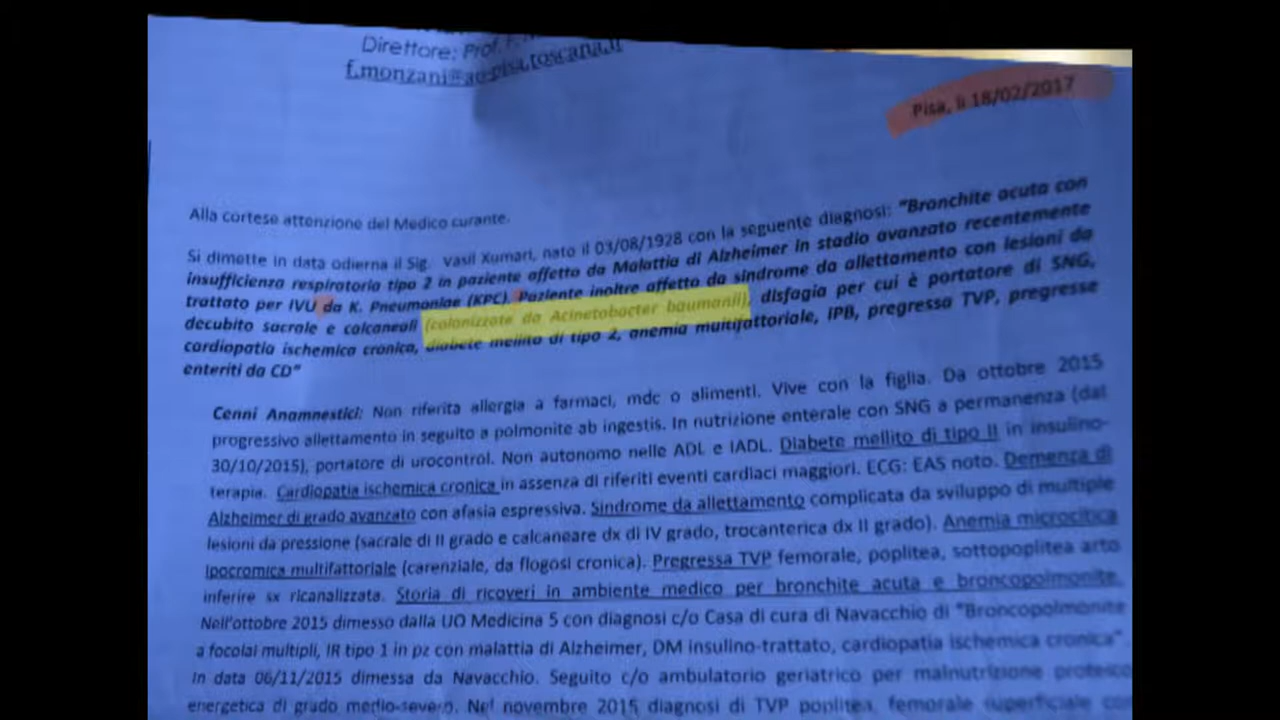 Direttore: Prof. F.
f.monzani@ao-pisa.toscana.it
Pisa, li 18/02/2017
Alla cortese attenzione del Medico curante.
Si dimette in data odierna il Sig. Vasil Xumari, nato il 03/08/1928 con la seguente diagnosi: "Bronchite acuta con
insufficienza respiratoria tipo 2 in paziente affetto da Malattia di Alzheimer in stadio avanzato recentemente
trattato per IVU da K. Pneumoniae (KPC). Paziente inoltre affetto da sindrome da allettamento con lesioni da
decubito sacrale e calcaneali (colonizzate da Acinetobacter baumanii), disfagia per cui è portatore di SNG,
cardiopatia ischemica cronica, diabete mellito di tipo 2, anemia multifattoriale, IPB, pregressa TVP, pregresse
enteriti da CD"
Cenni Anamnestici: Non riferita allergia a farmaci, mdc o alimenti. Vive con la figlia. Da ottobre 2015
progressivo allettamento in seguito a polmonite ab ingestis. In nutrizione enterale con SNG a permanenza (dal
30/10/2015), portatore di urocontrol. Non autonomo nelle ADL e IADL. Diabete mellito di tipo II in insulino-
terapia. Cardiopatia ischemica cronica in assenza di riferiti eventi cardiaci maggiori. ECG: EAS noto. Demenza di
Alzheimer di grado avanzato con afasia espressiva. Sindrome da allettamento complicata da sviluppo di multiple
lesioni da pressione (sacrale di II grado e calcaneare dx di IV grado, trocanterica dx II grado). Anemia microcitica
ipocromica multifattoriale (carenziale, da flogosi cronica). Pregressa TVP femorale, poplitea, sottopoplitea arto
inferire sx ricanalizzata. Storia di ricoveri in ambiente medico per bronchite acuta e broncopolmonite.
Nell'ottobre 2015 dimesso dalla UO Medicina 5 con diagnosi c/o Casa di cura di Navacchio di "Broncopolmonite
a focolai multipli, IR tipo 1 in pz con malattia di Alzheimer, DM insulino-trattato, cardiopatia ischemica cronica".
In data 06/11/2015 dimessa da Navacchio. Seguito c/o ambulatorio geriatrico per malnutrizione proteico
energetica di grado medio-severo. Nel novembre 2015 diagnosi di TVP poplitea, femorale superficiale con